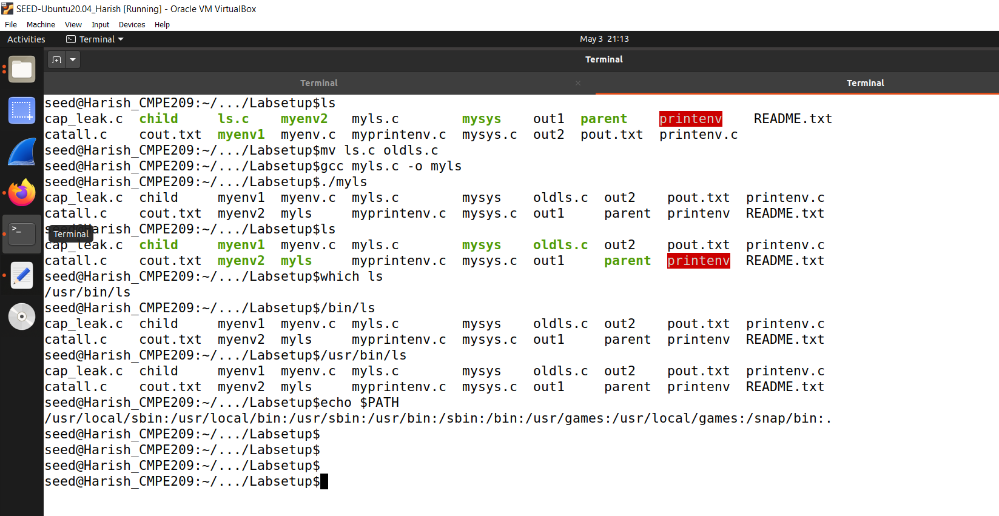 SEED-Ubuntu20.04_Harish [Running] - Oracle VM VirtualBox
File Machine View Input Devices Help
Activities Terminal May 3 21:13
Terminal
Terminal × Terminal
seed@Harish_CMPE209:~/.../Labsetup$ls
cap_leak.c child ls.c myenv2 myls.c mysys out1 parent printenv README.txt
catall.c cout.txt myenv1 myenv.c myprintenv.c mysys.c out2 pout.txt printenv.c
seed@Harish_CMPE209:~/.../Labsetup$mv ls.c oldls.c
seed@Harish_CMPE209:~/.../Labsetup$gcc myls.c -o myls
seed@Harish_CMPE209:~/.../Labsetup$./myls
cap_leak.c child myenv1 myenv.c myls.c mysys oldls.c out2 pout.txt printenv.c
catall.c cout.txt myenv2 myls myprintenv.c mysys.c out1 parent printenv README.txt
seed@Harish_CMPE209:~/.../Labsetup$ls
Terminal
cap_leak.c child myenv1 myenv.c myls.c mysys oldls.c out2 pout.txt printenv.c
catall.c cout.txt myenv2 myls myprintenv.c mysys.c out1 parent printenv README.txt
seed@Harish_CMPE209:~/.../Labsetup$which ls
/usr/bin/ls
seed@Harish_CMPE209:~/.../Labsetup$/bin/ls
cap_leak.c child myenv1 myenv.c myls.c mysys oldls.c out2 pout.txt printenv.c
catall.c cout.txt myenv2 myls myprintenv.c mysys.c out1 parent printenv README.txt
seed@Harish_CMPE209:~/.../Labsetup$/usr/bin/ls
cap_leak.c child myenv1 myenv.c myls.c mysys oldls.c out2 pout.txt printenv.c
catall.c cout.txt myenv2 myls myprintenv.c mysys.c out1 parent printenv README.txt
seed@Harish_CMPE209:~/.../Labsetup$echo $PATH
/usr/local/sbin:/usr/local/bin:/usr/sbin:/usr/bin:/sbin:/bin:/usr/games:/usr/local/games:/snap/bin:.
seed@Harish_CMPE209:~/.../Labsetup$
seed@Harish_CMPE209:~/.../Labsetup$
seed@Harish_CMPE209:~/.../Labsetup$
seed@Harish_CMPE209:~/.../Labsetup$